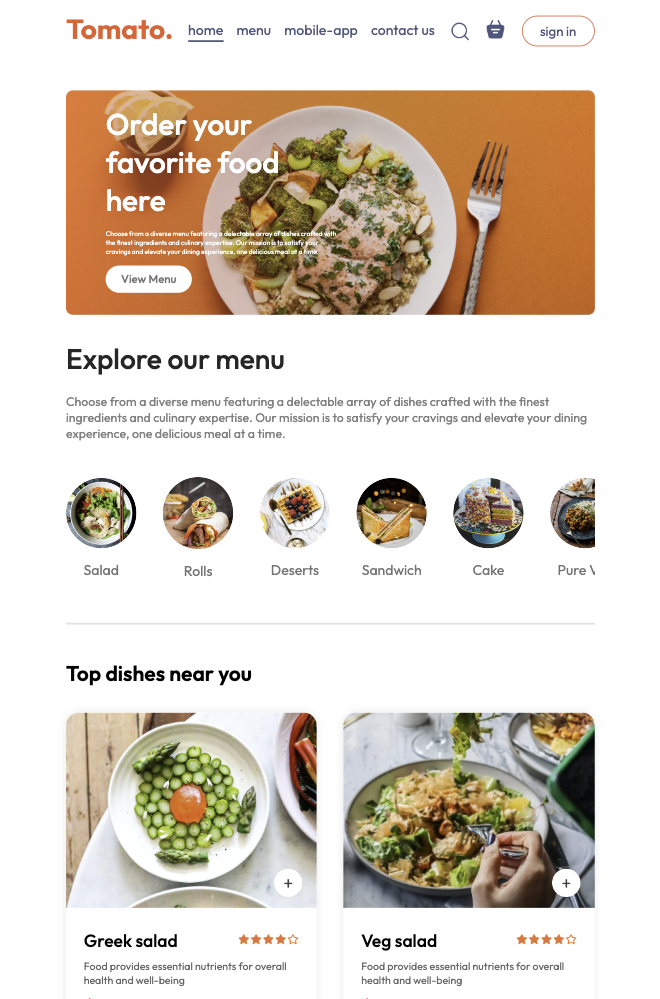 Tomato. home menu mobile-app contact us sign in
Order your
favorite food
here
Choose from a diverse menu featuring a delectable array of dishes crafted with
the finest ingredients and culinary expertise. Our mission is to satisfy your
cravings and elevate your dining experience, one delicious meal at a time.
View Menu
Explore our menu
Choose from a diverse menu featuring a delectable array of dishes crafted with the finest
ingredients and culinary expertise. Our mission is to satisfy your cravings and elevate your dining
experience, one delicious meal at a time.
Salad Rolls Deserts Sandwich Cake Pure V
Top dishes near you
+ +
Greek salad Veg salad
Food provides essential nutrients for overall
health and well-being
Food provides essential nutrients for overall
health and well-being